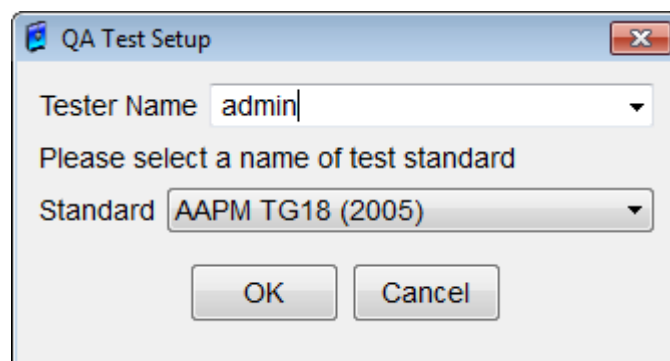 QA Test Setup
Tester Name admin
Please select a name of test standard
Standard AAPM TG18 (2005)
OK Cancel